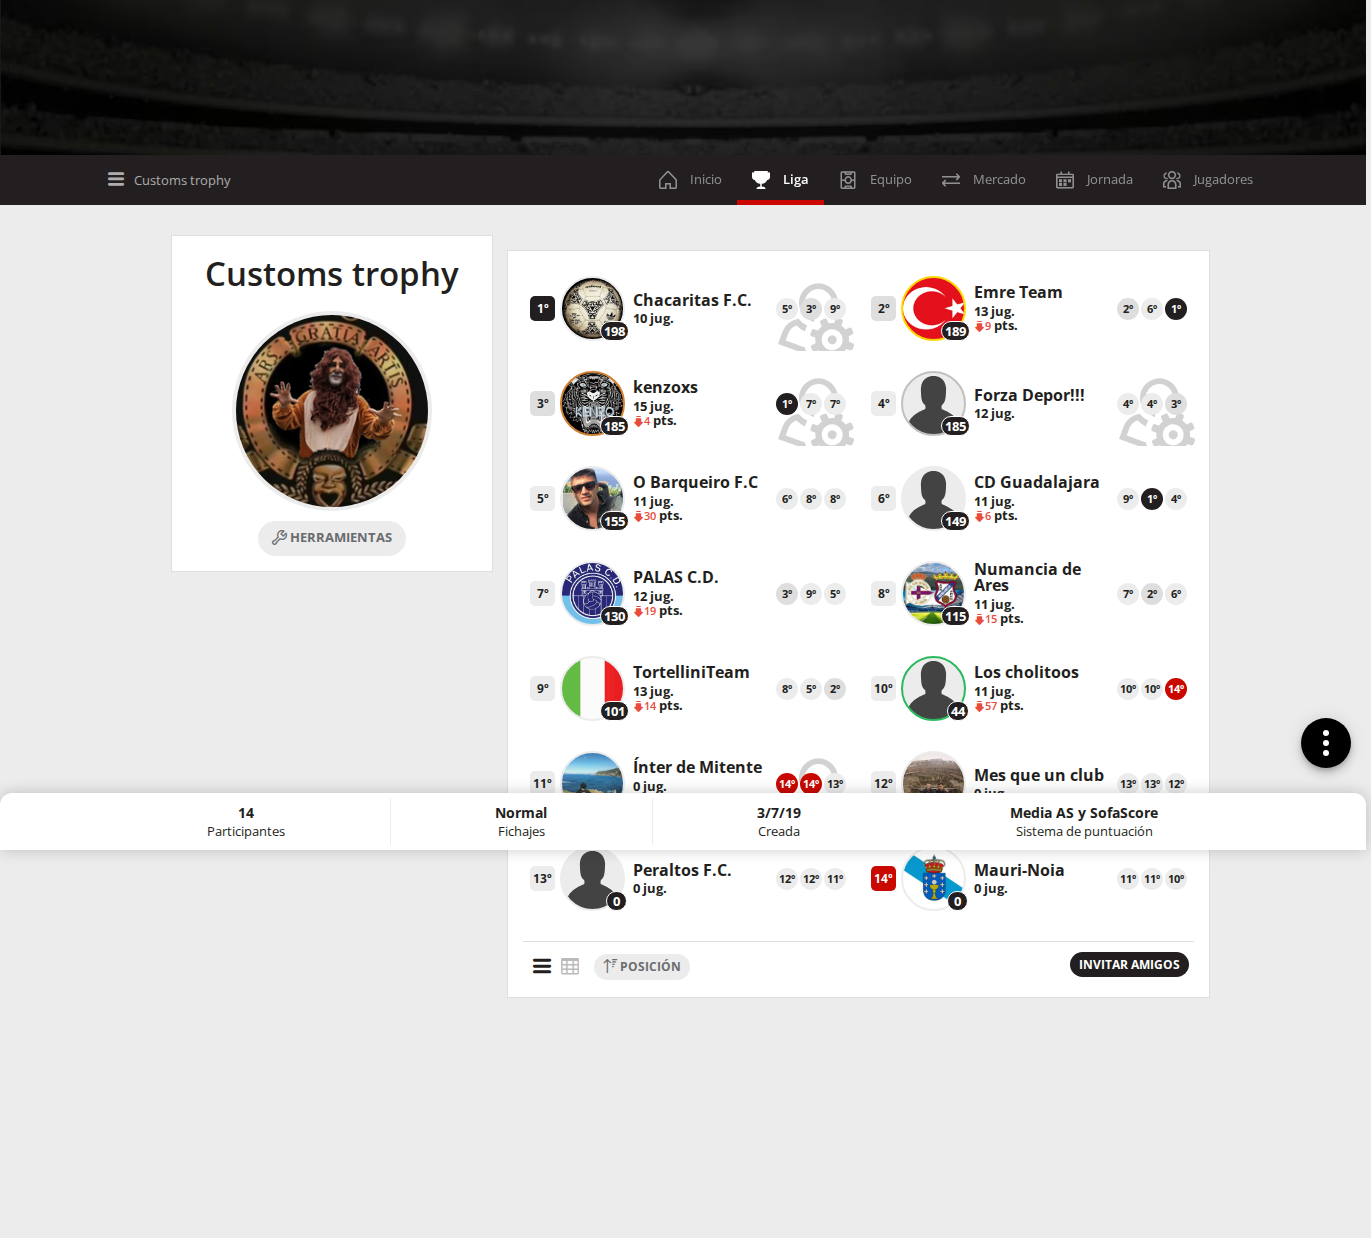 Customs trophy
Inicio
Liga
Equipo
Mercado
Jornada
Jugadores
Customs trophy
ARS GRATIA ARTIS
HERRAMIENTAS
1º
198
Chacaritas F.C.
10 jug.
5º 3º 9º
2º
189
Emre Team
13 jug.
9 pts.
2º 6º 1º
3º
KENZO
185
kenzoxs
15 jug.
4 pts.
1º 7º 7º
4º
185
Forza Depor!!!
12 jug.
4º 4º 3º
5º
155
O Barqueiro F.C
11 jug.
30 pts.
6º 8º 8º
6º
149
CD Guadalajara
11 jug.
6 pts.
9º 1º 4º
7º
PALAS C.D.
130
PALAS C.D.
12 jug.
19 pts.
3º 9º 5º
8º
115
Numancia de
Ares
11 jug.
15 pts.
7º 2º 6º
9º
101
TortelliniTeam
13 jug.
14 pts.
8º 5º 2º
10º
44
Los cholitoos
11 jug.
57 pts.
10º 10º 14º
11º
Ínter de Mitente
0 jug.
14º 14º 13º
12º
Mes que un club
0 jug.
13º 13º 12º
14
Participantes
Normal
Fichajes
3/7/19
Creada
Media AS y SofaScore
Sistema de puntuación
13º
0
Peraltos F.C.
0 jug.
12º 12º 11º
14º
0
Mauri-Noia
0 jug.
11º 11º 10º
POSICIÓN
INVITAR AMIGOS